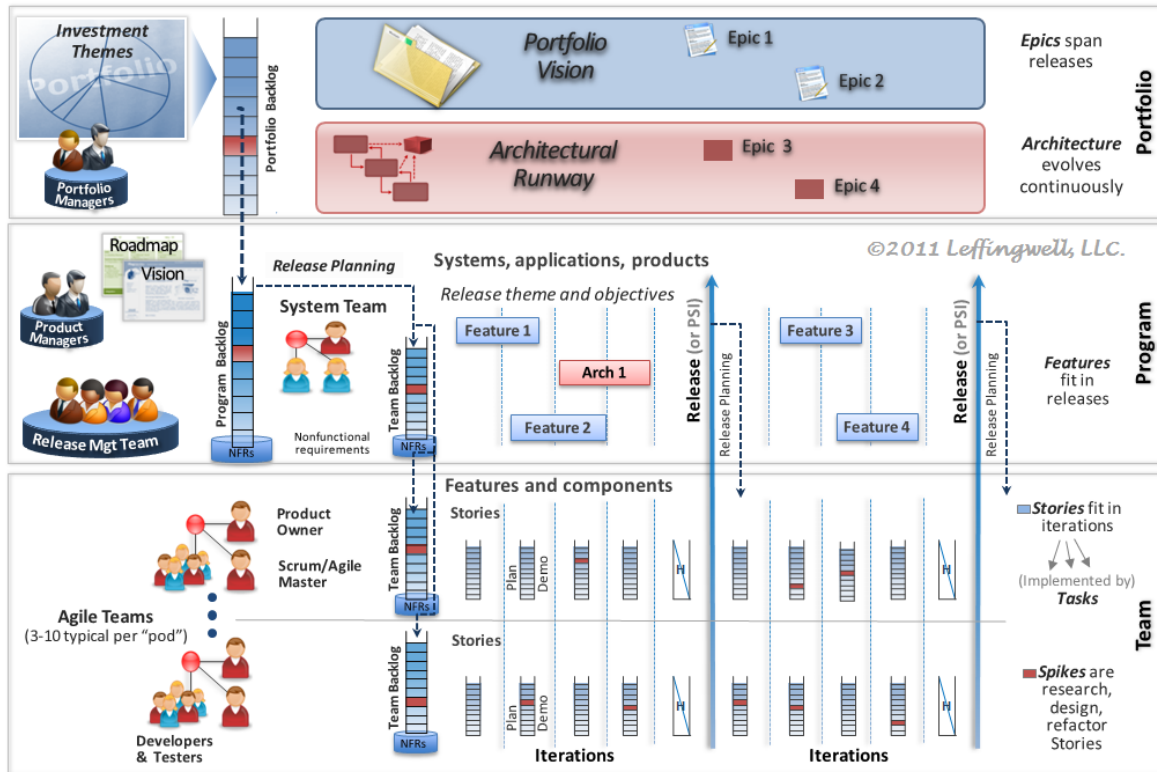 Investment
Themes
Portfolio
Portfolio
Managers
Portfolio Backlog
Portfolio
Vision
Epic 1
Epic 2
Epics span
releases
Architectural
Runway
Epic 3
Epic 4
Architecture
evolves
continuously
Portfolio
Roadmap
Vision
Product
Managers
Release Mgt Team
Program Backlog
NFRs
Release Planning
System Team
Nonfunctional
requirements
Team Backlog
NFRs
Systems, applications, products
©2011 Leffingwell, LLC.
Release theme and objectives
Feature 1
Arch 1
Feature 2
Release (or PSI)
Release Planning
Feature 3
Feature 4
Release (or PSI)
Release Planning
Features
fit in
releases
Program
Features and components
Product
Owner
Scrum/Agile
Master
Agile Teams
(3-10 typical per “pod”)
Developers
& Testers
Team Backlog
NFRs
Stories
Plan
Demo
H
H
Team Backlog
NFRs
Stories
Plan
Demo
H
H
Iterations
Iterations
Stories fit in
iterations
(Implemented by)
Tasks
Spikes are
research,
design,
refactor
Stories
Team